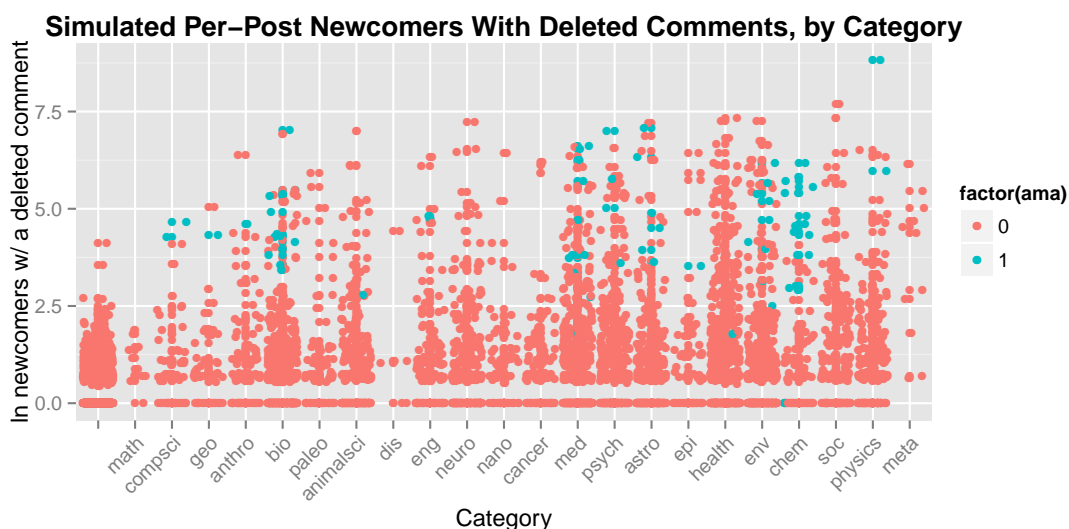 Simulated Per−Post Newcomers With Deleted Comments, by Category
ln newcomers w/ a deleted comment
7.5
5.0
2.5
0.0
math
compsci
geo
anthro
bio
paleo
animalsci
dis
eng
neuro
nano
cancer
med
psych
astro
epi
health
env
chem
soc
physics
meta
Category
factor(ama)
0
1